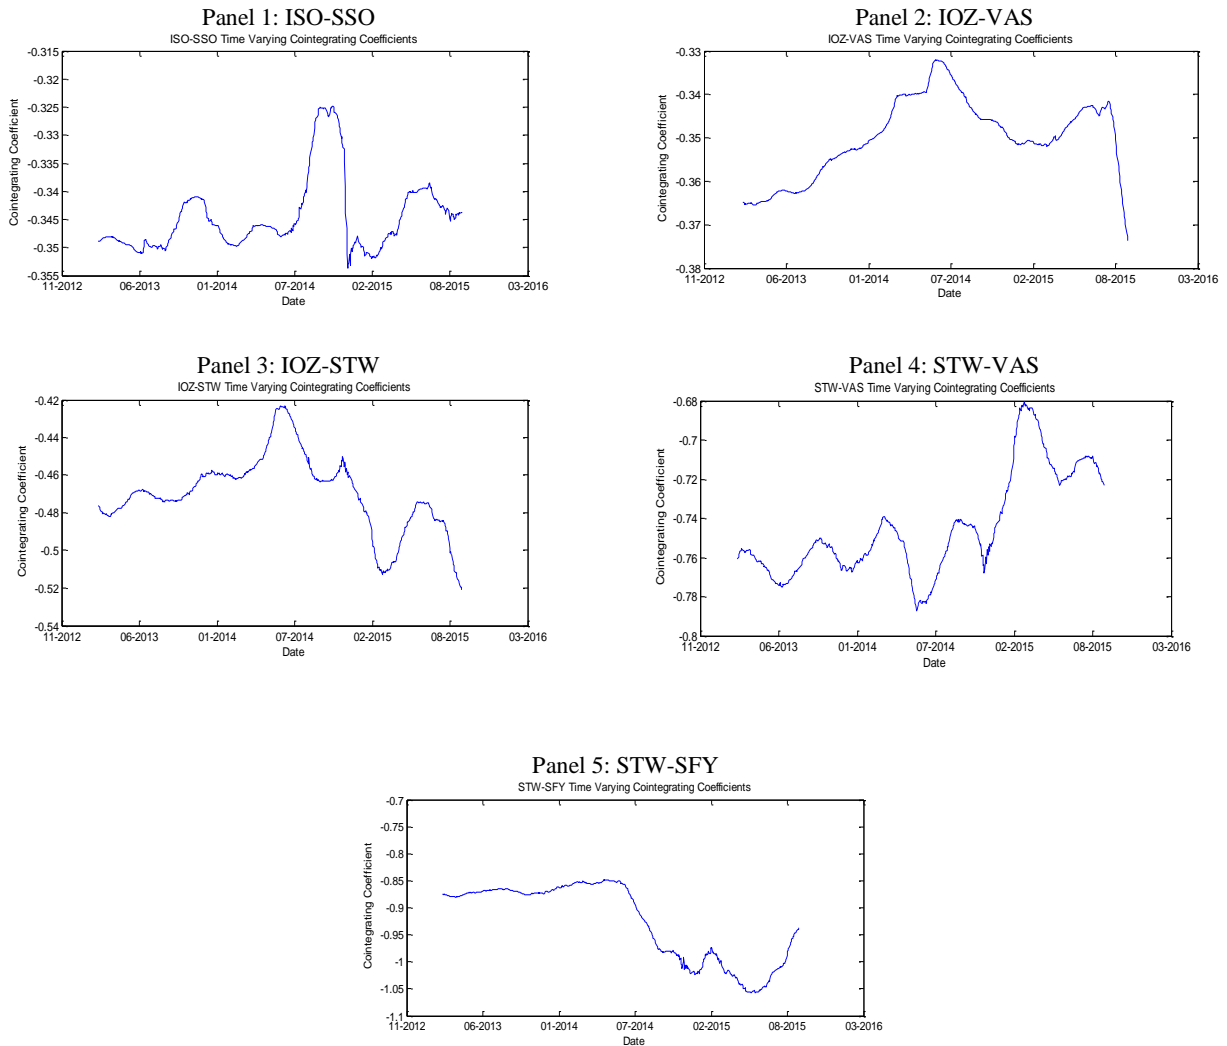 Panel 1: ISO-SSO
ISO-SSO Time Varying Cointegrating Coefficients
-0.315
-0.32
-0.325
-0.33
-0.335
-0.34
-0.345
-0.35
-0.355
Cointegrating Coefficient
11-2012 06-2013 01-2014 07-2014 02-2015 08-2015 03-2016
Date
Panel 2: IOZ-VAS
IOZ-VAS Time Varying Cointegrating Coefficients
-0.33
-0.34
-0.35
-0.36
-0.37
-0.38
Cointegrating Coefficient
11-2012 06-2013 01-2014 07-2014 02-2015 08-2015 03-2016
Date
Panel 3: IOZ-STW
IOZ-STW Time Varying Cointegrating Coefficients
-0.42
-0.44
-0.46
-0.48
-0.5
-0.52
-0.54
Cointegrating Coefficient
11-2012 06-2013 01-2014 07-2014 02-2015 08-2015 03-2016
Date
Panel 4: STW-VAS
STW-VAS Time Varying Cointegrating Coefficients
-0.68
-0.7
-0.72
-0.74
-0.76
-0.78
-0.8
Cointegrating Coefficient
11-2012 06-2013 01-2014 07-2014 02-2015 08-2015 03-2016
Date
Panel 5: STW-SFY
STW-SFY Time Varying Cointegrating Coefficients
-0.7
-0.75
-0.8
-0.85
-0.9
-0.95
-1
-1.05
-1.1
Cointegrating Coefficient
11-2012 06-2013 01-2014 07-2014 02-2015 08-2015 03-2016
Date